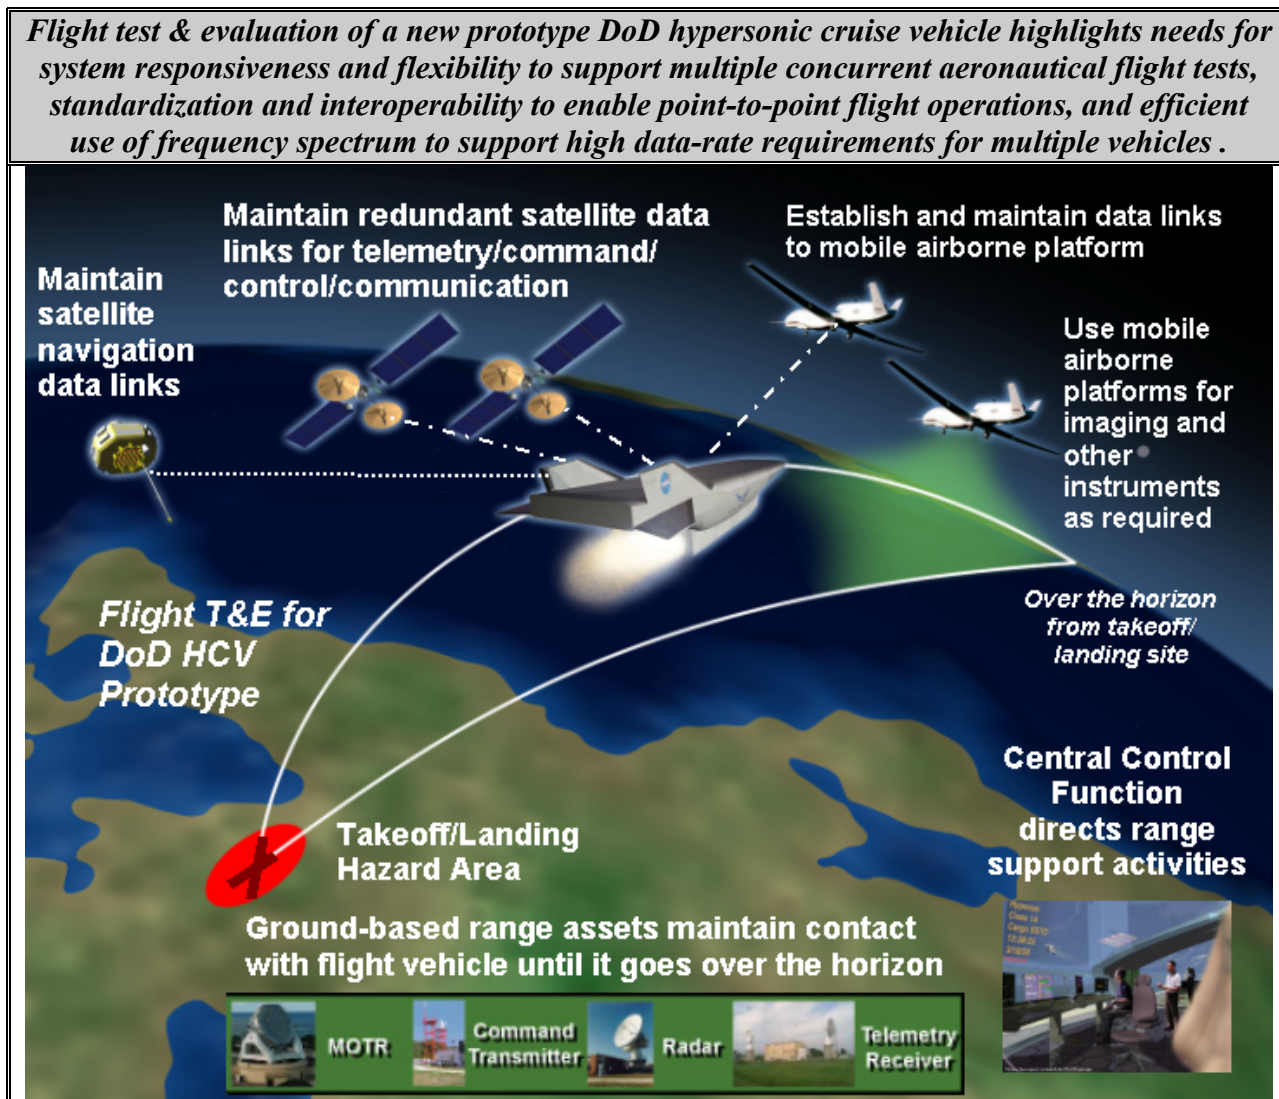 Flight test & evaluation of a new prototype DoD hypersonic cruise vehicle highlights needs for
system responsiveness and flexibility to support multiple concurrent aeronautical flight tests,
standardization and interoperability to enable point-to-point flight operations, and efficient
use of frequency spectrum to support high data-rate requirements for multiple vehicles .
Maintain redundant satellite data
links for telemetry/command/
control/communication
Establish and maintain data links
to mobile airborne platform
Maintain
satellite
navigation
data links
Use mobile
airborne
platforms for
imaging and
other
instruments
as required
Over the horizon
from takeoff/
landing site
Flight T&E for
DoD HCV
Prototype
Central Control
Function
directs range
support activities
Takeoff/Landing
Hazard Area
Ground-based range assets maintain contact
with flight vehicle until it goes over the horizon
MOTR
Command
Transmitter
Radar
Telemetry
Receiver
Class 14